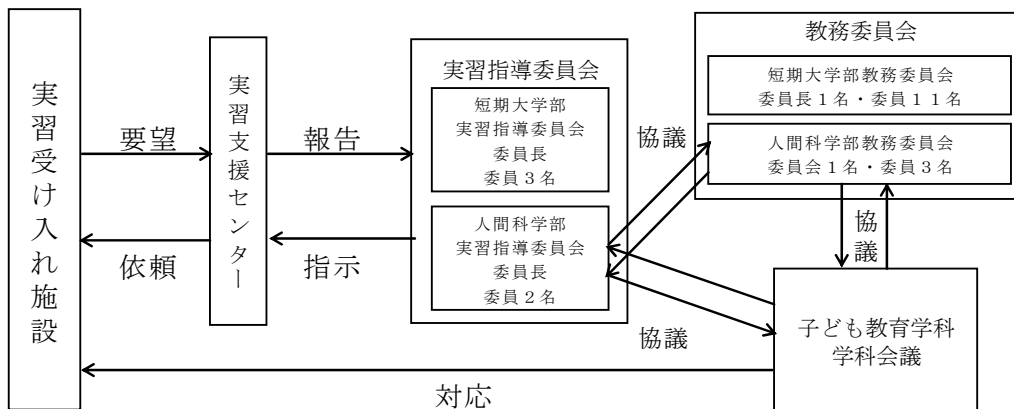 実習受け入れ施設
要望
依頼
実習支援センター
報告
指示
実習指導委員会
短期大学部
実習指導委員会
委員長
委員３名
人間科学部
実習指導委員会
委員長
委員２名
協議
協議
教務委員会
短期大学部教務委員会
委員長１名・委員１１名
人間科学部教務委員会
委員会１名・委員３名
協議
子ども教育学科
学科会議
対応